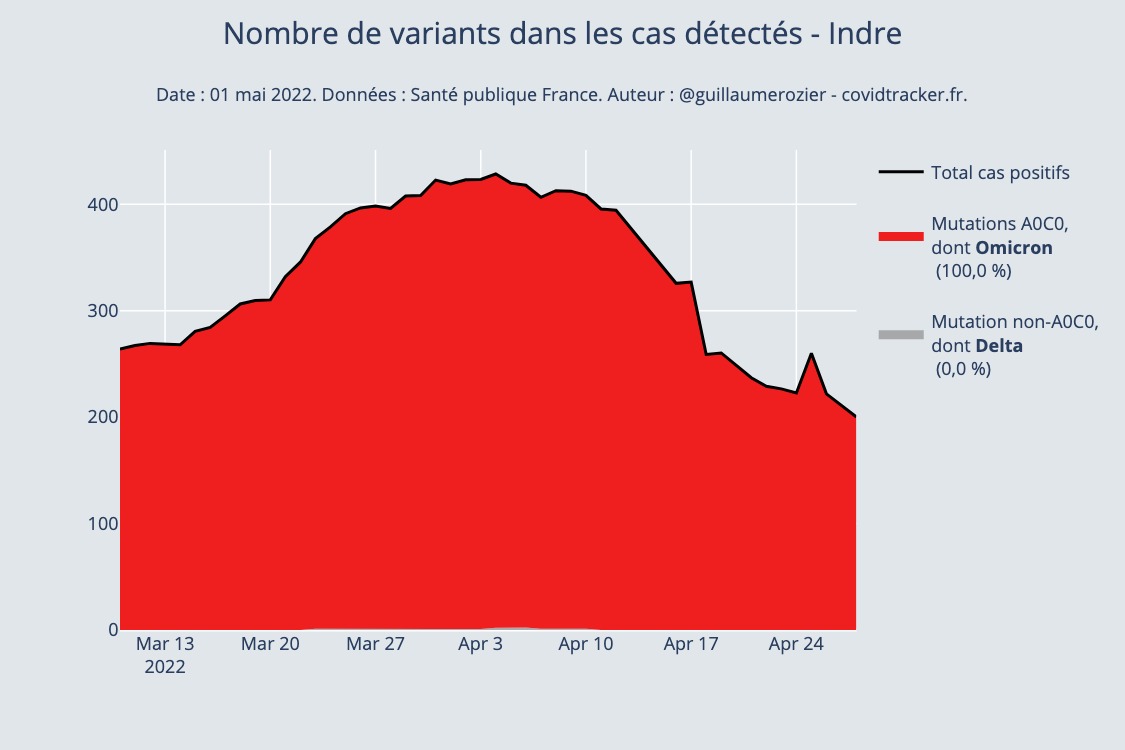 Nombre de variants dans les cas détectés - Indre
Date : 01 mai 2022. Données : Santé publique France. Auteur : @guillaumerozier - covidtracker.fr.
Total cas positifs
Mutations A0C0,
dont Omicron
(100,0 %)
Mutation non-A0C0,
dont Delta
(0,0 %)
400
300
200
100
0
Mar 13 Mar 20 Mar 27 Apr 3 Apr 10 Apr 17 Apr 24
2022